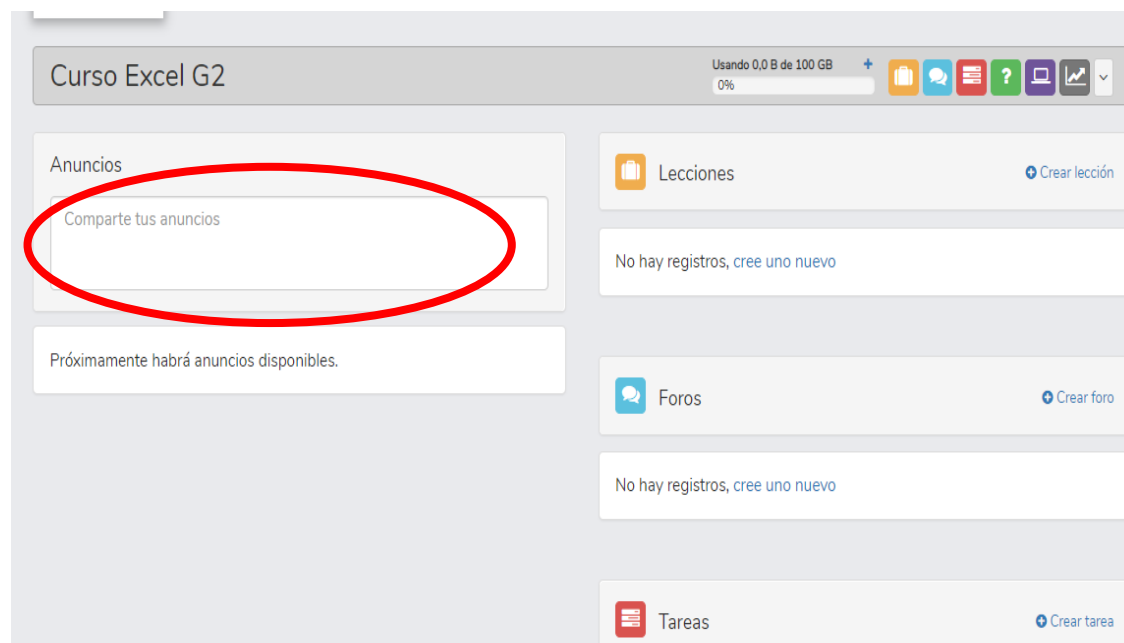 Curso Excel G2
Usando 0,0 B de 100 GB +
0%
?
Anuncios
Comparte tus anuncios
Próximamente habrá anuncios disponibles.
Lecciones
Crear lección
No hay registros, cree uno nuevo
Foros
Crear foro
No hay registros, cree uno nuevo
Tareas
Crear tarea